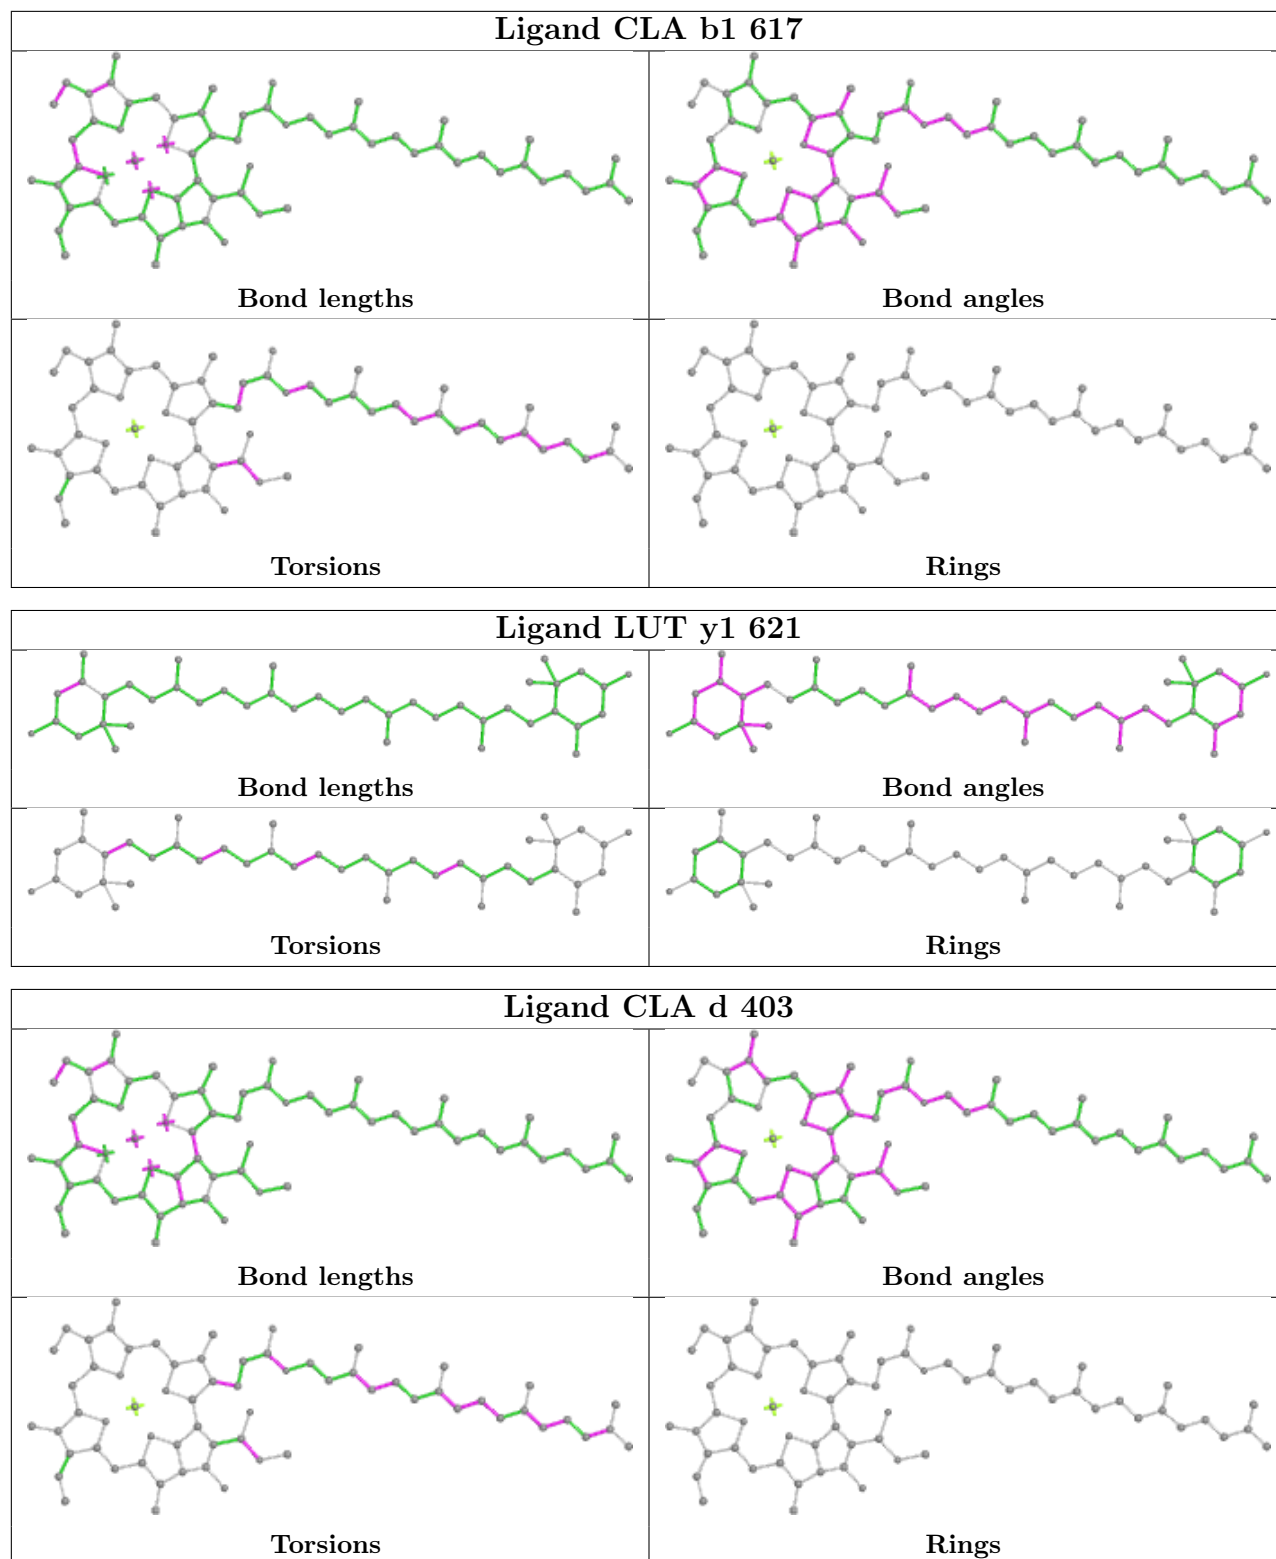 Ligand CLA b1 617
Bond lengths
Bond angles
Torsions
Rings
Ligand LUT y1 621
Bond lengths
Bond angles
Torsions
Rings
Ligand CLA d 403
Bond lengths
Bond angles
Torsions
Rings